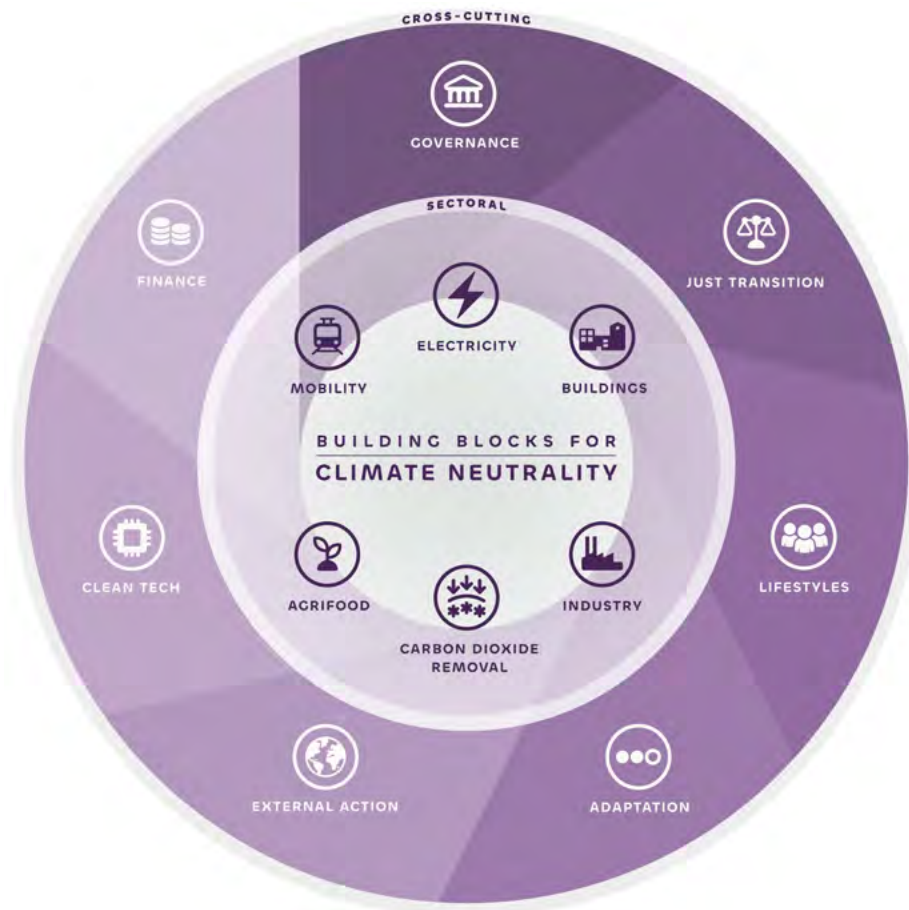 CROSS-CUTTING
GOVERNANCE
JUST TRANSITION
LIFESTYLES
ADAPTATION
EXTERNAL ACTION
CLEAN TECH
FINANCE
SECTORAL
ELECTRICITY
BUILDINGS
INDUSTRY
CARBON DIOXIDE
REMOVAL
AGRIFOOD
MOBILITY
BUILDING BLOCKS FOR
CLIMATE NEUTRALITY